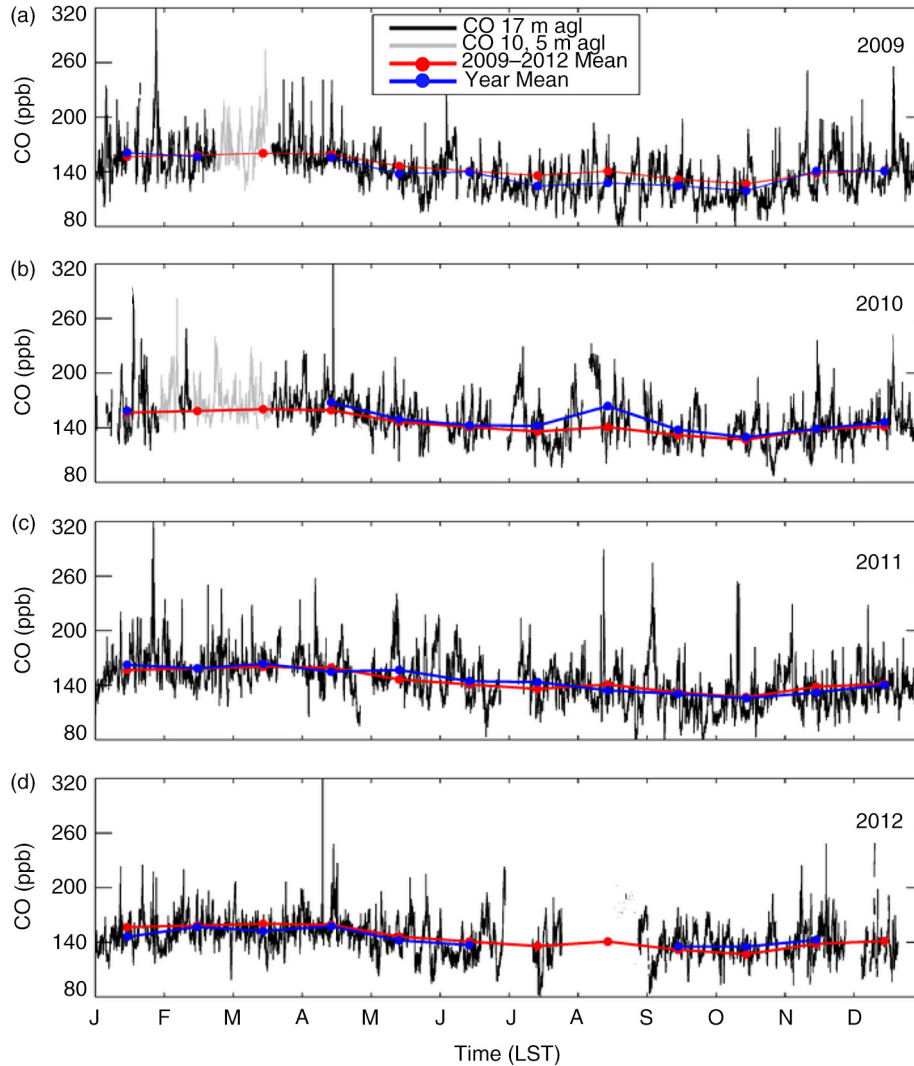 (a)
320
260
200
140
80
CO (ppb)
CO 17 m agl
CO 10, 5 m agl
2009–2012 Mean
Year Mean
2009
(b)
320
260
200
140
80
CO (ppb)
2010
(c)
320
260
200
140
80
CO (ppb)
2011
(d)
320
260
200
140
80
CO (ppb)
2012
J F M A M J J A S O N D
Time (LST)